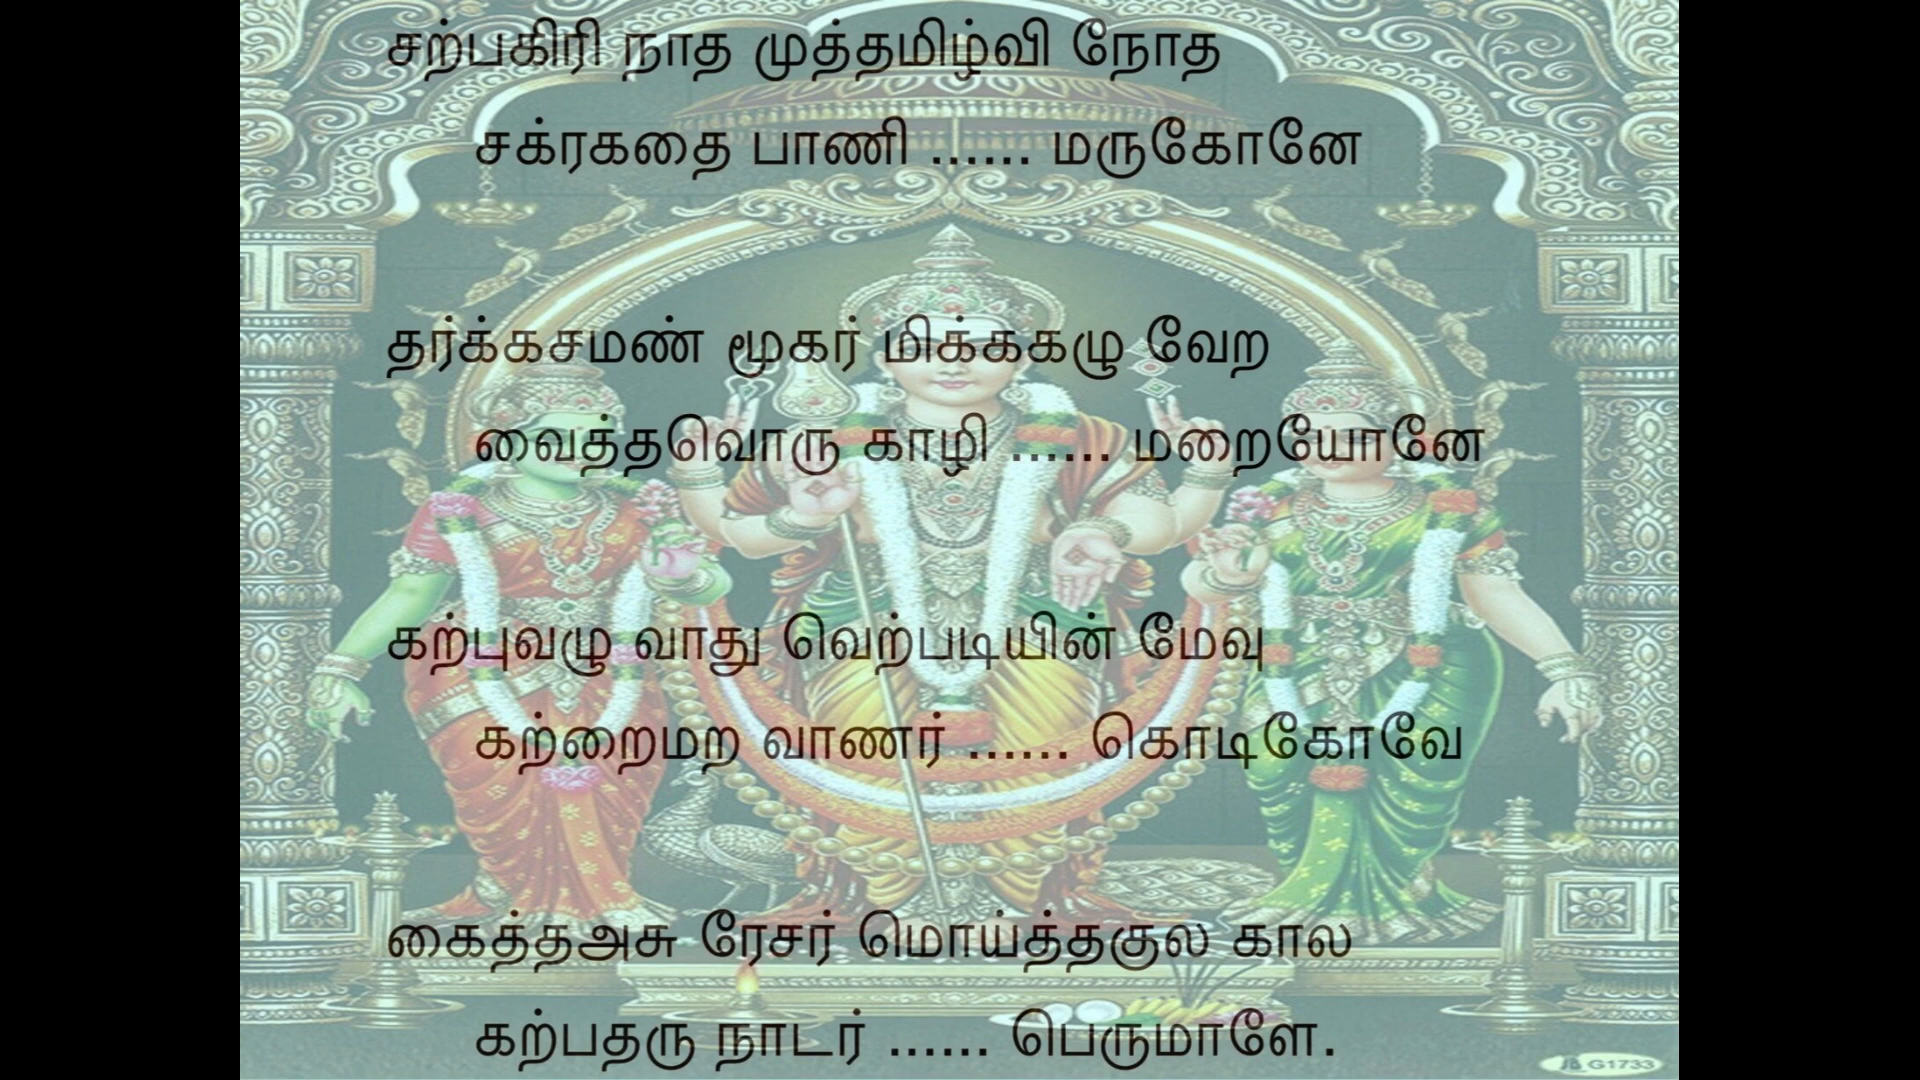 சற்பகிரி நாத முத்தமிழ்வி நோத
சக்ரகதை பாணி ...... மருகோனே
தர்க்கசமண் மூகர் மிக்ககழு வேற
வைத்தவொரு காழி ...... மறையோனே
கற்புவழு வாது வெற்படியின் மேவு
கற்றைமற வாணர் ...... கொடிகோவே
கைத்தஅசு ரேசர் மொய்த்தகுல கால
கற்பதரு நாடர் ...... பெருமாளே.
G1733